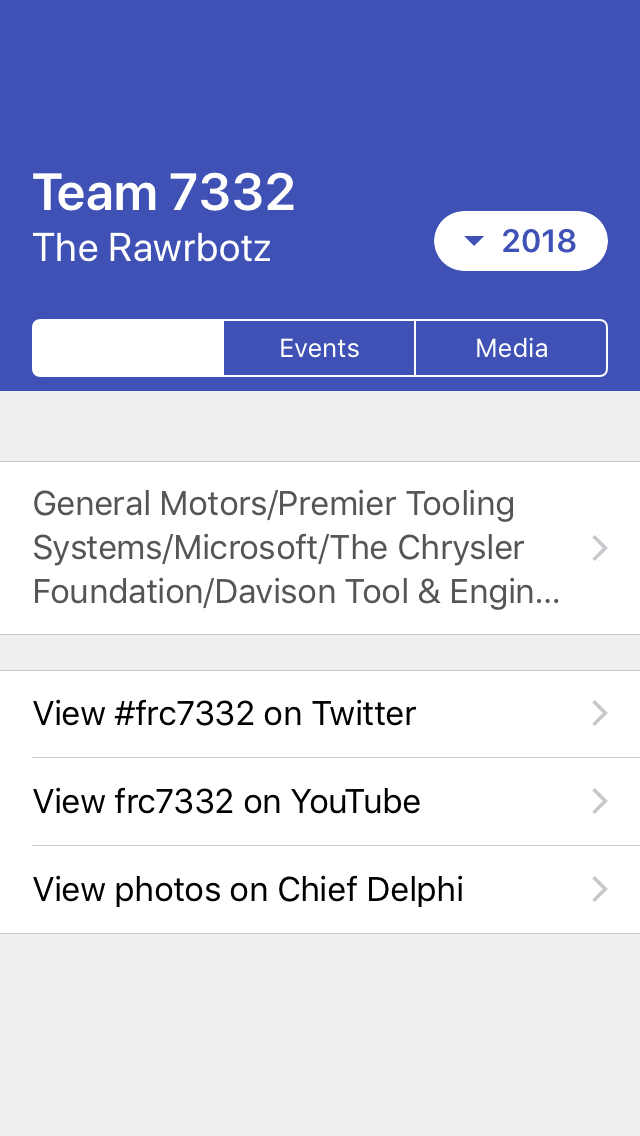 Team 7332
The Rawrbotz
2018
Events
Media
General Motors/Premier Tooling
Systems/Microsoft/The Chrysler
Foundation/Davison Tool & Engin...
View #frc7332 on Twitter
View frc7332 on YouTube
View photos on Chief Delphi